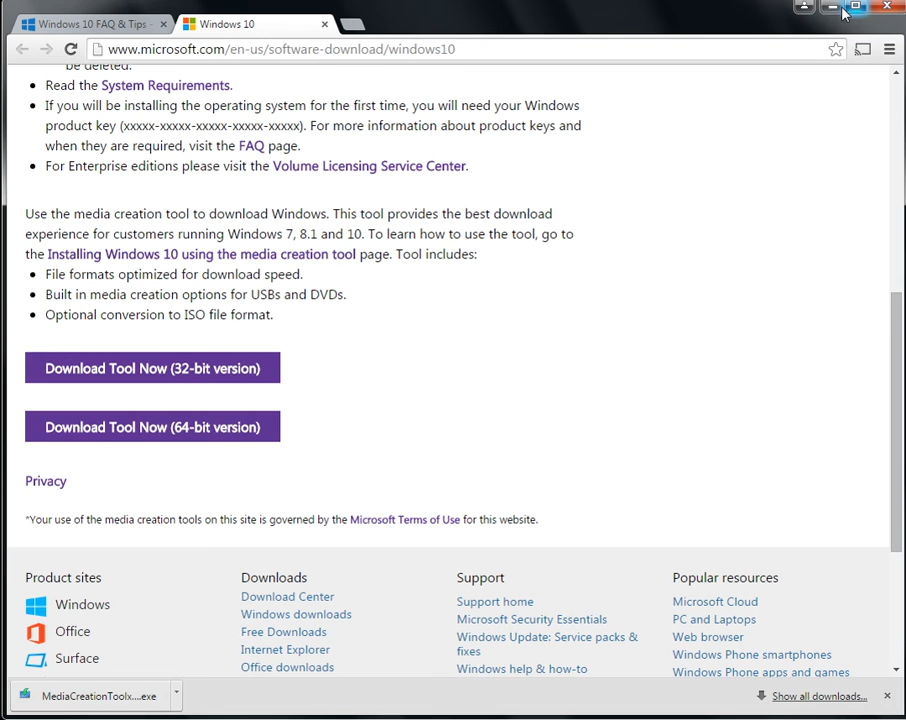 Windows 10 FAQ & Tips -
Windows 10
www.microsoft.com/en-us/software-download/windows10
be deleted.
Read the System Requirements.
If you will be installing the operating system for the first time, you will need your Windows
product key (xxxxx-xxxxx-xxxxx-xxxxx-xxxxx). For more information about product keys and
when they are required, visit the FAQ page.
For Enterprise editions please visit the Volume Licensing Service Center.
Use the media creation tool to download Windows. This tool provides the best download
experience for customers running Windows 7, 8.1 and 10. To learn how to use the tool, go to
the Installing Windows 10 using the media creation tool page. Tool includes:
File formats optimized for download speed.
Built in media creation options for USBs and DVDs.
Optional conversion to ISO file format.
Download Tool Now (32-bit version)
Download Tool Now (64-bit version)
Privacy
*Your use of the media creation tools on this site is governed by the Microsoft Terms of Use for this website.
Product sites
Windows
Office
Surface
Downloads
Download Center
Windows downloads
Free Downloads
Internet Explorer
Office downloads
Support
Support home
Microsoft Security Essentials
Windows Update: Service packs &
fixes
Windows help & how-to
Popular resources
Microsoft Cloud
PC and Laptops
Web browser
Windows Phone smartphones
Windows Phone apps and games
MediaCreationToolx....exe
Show all downloads...